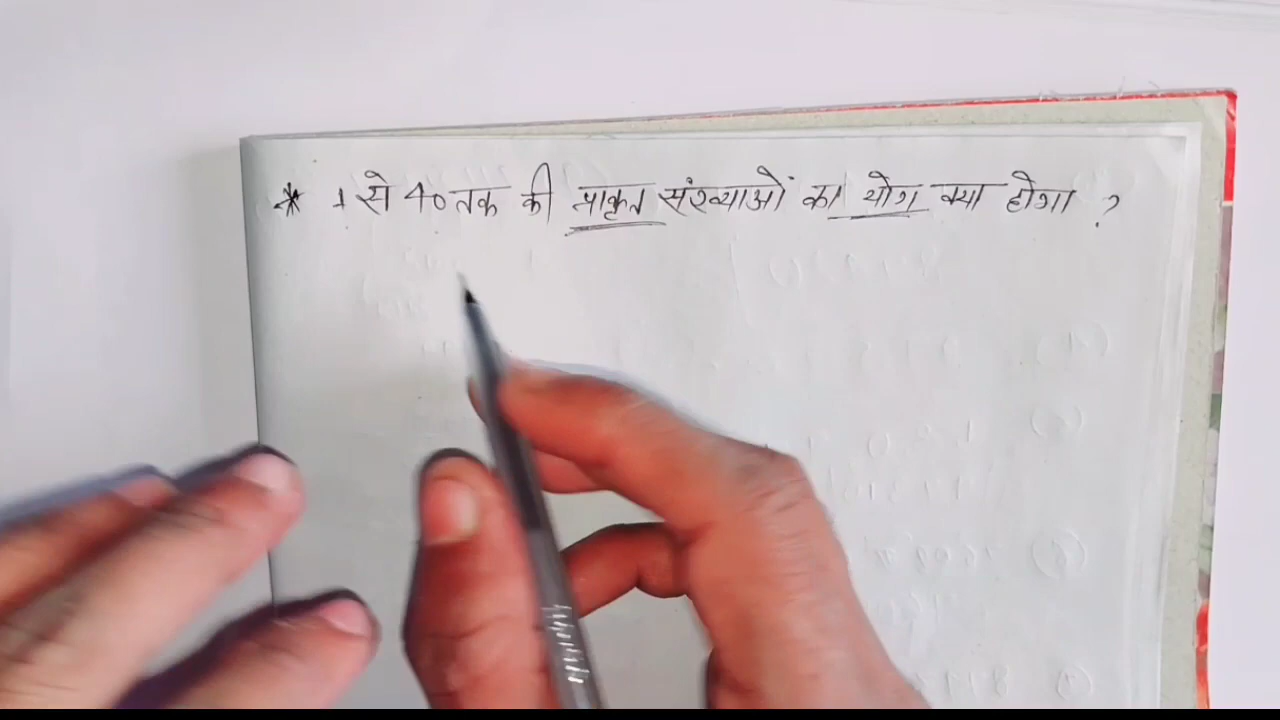 * 1 से 40 तक की प्राकृत संख्याओं का योग क्या होगा ?